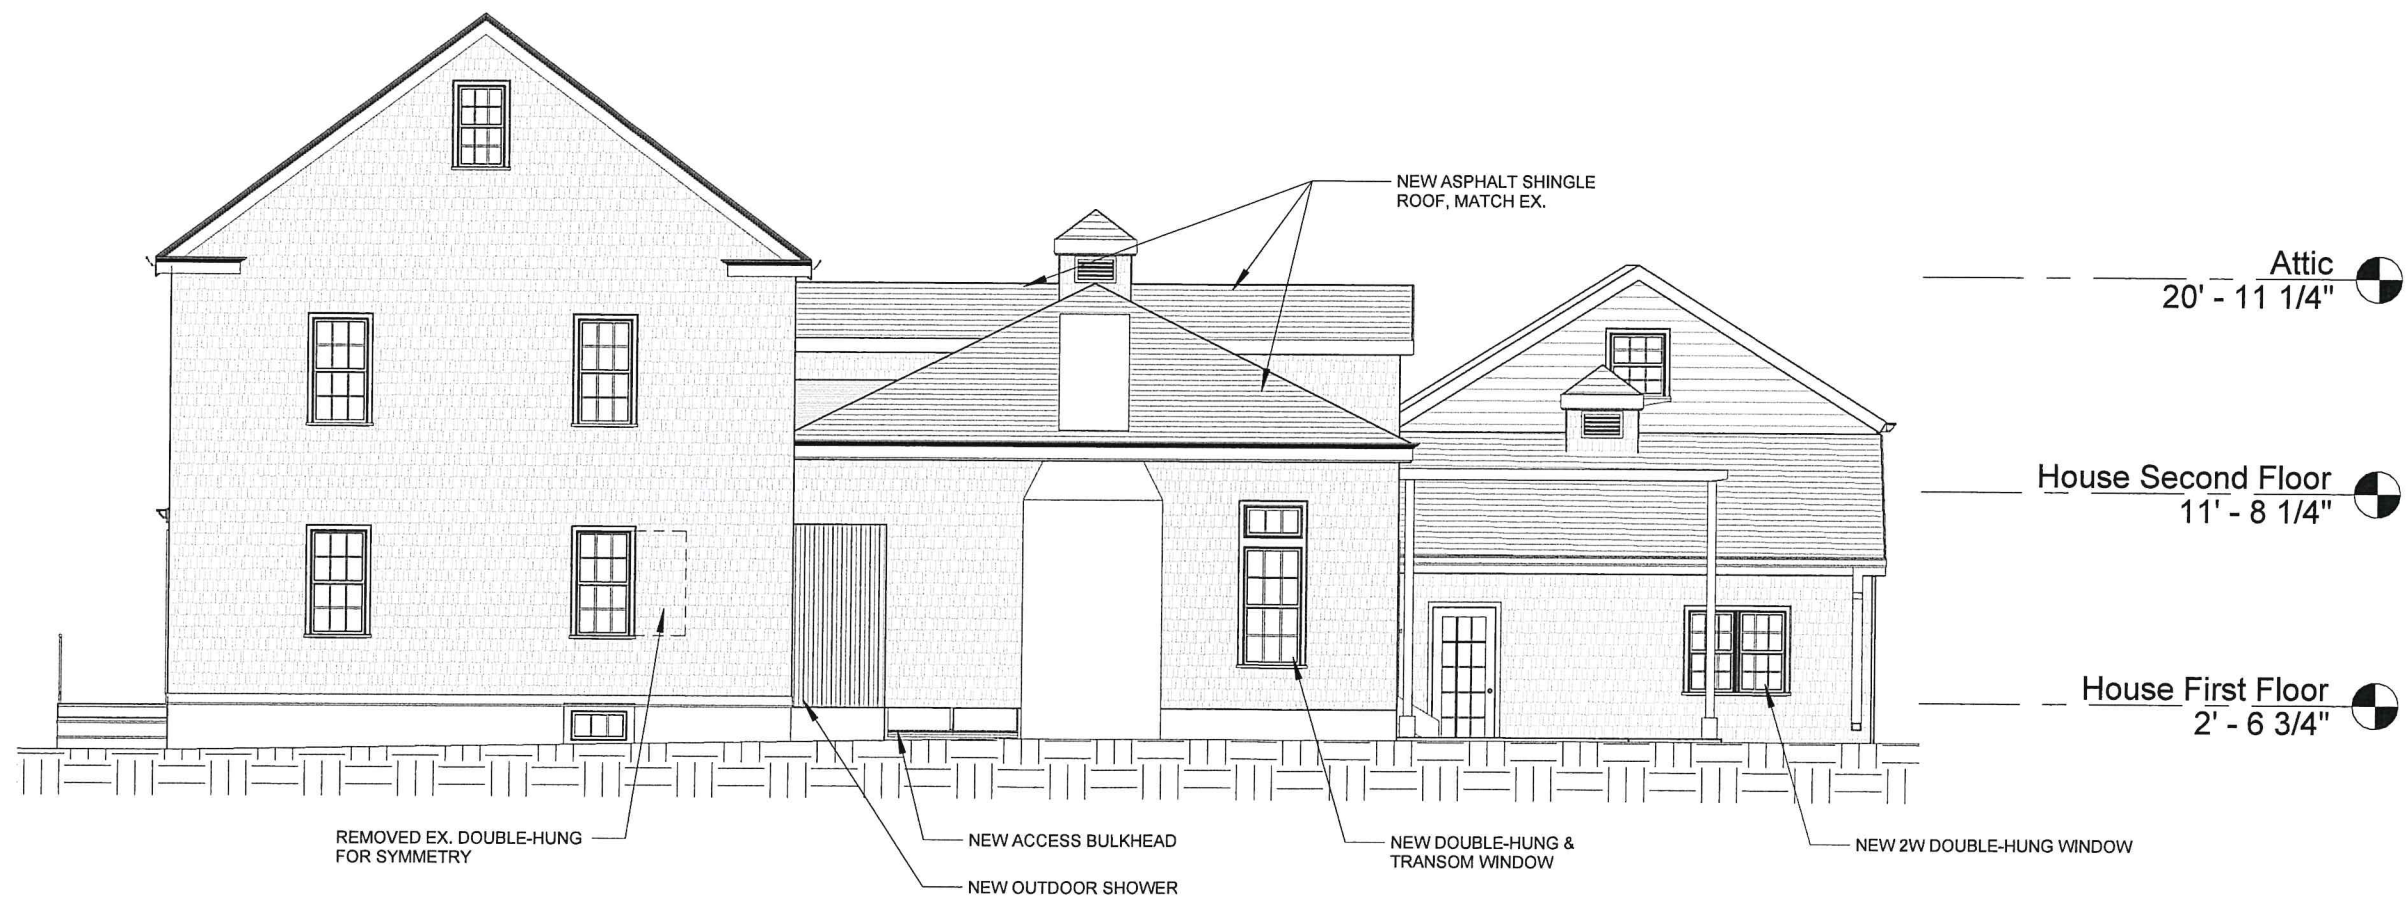 NEW ASPHALT SHINGLE
ROOF, MATCH EX.
Attic
20' - 11 1/4"
House Second Floor
11' - 8 1/4"
House First Floor
2' - 6 3/4"
REMOVED EX. DOUBLE-HUNG
FOR SYMMETRY
NEW ACCESS BULKHEAD
NEW OUTDOOR SHOWER
NEW DOUBLE-HUNG &
TRANSOM WINDOW
NEW 2W DOUBLE-HUNG WINDOW